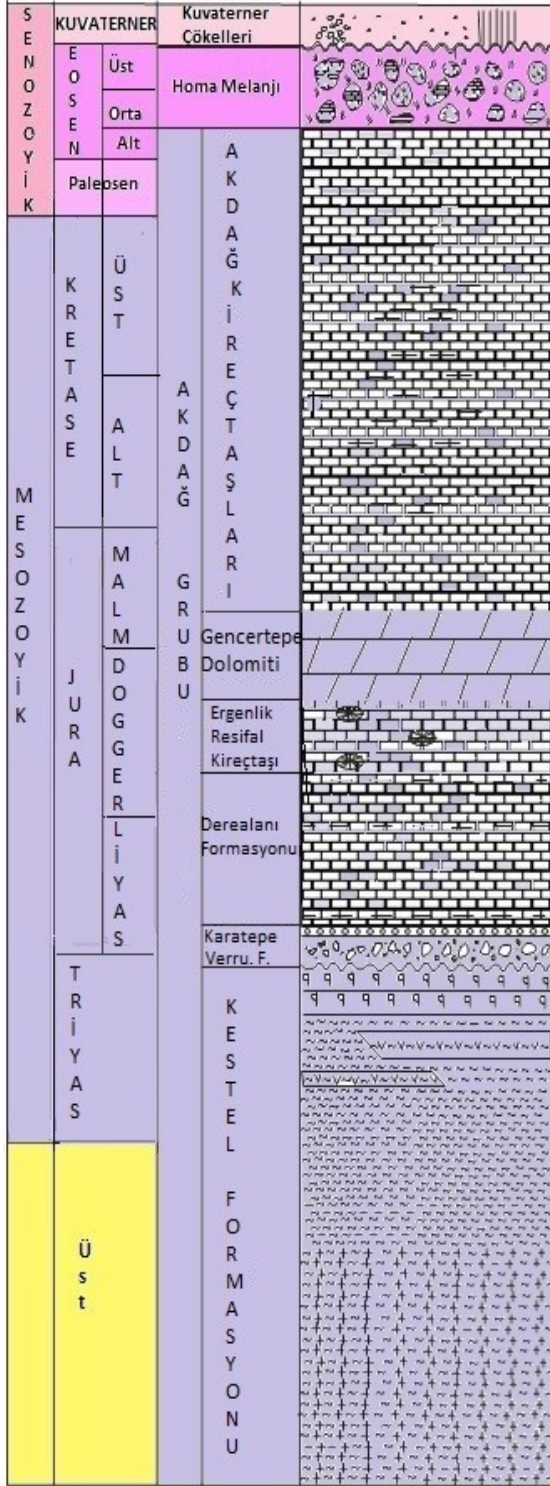 SENOZOYİK
KUVATERNER
Kuvaterner
Çökelleri
EOSEN
Üst
Orta
Alt
Homa Melanjı
Paleosen
MESOZOYİK
KRETASE
ÜST
ALT
AKDAĞ GRUBU
AKDAĞ KİREÇTAŞLARI
JURA
MALM
DOGGER
LİYAS
Gencertepe
Dolomiti
Ergenlik
Resifal
Kireçtaşı
Derealanı
Formasyonu
Karatepe
Verru. F.
TRİYAS
KESTEL FORMASYONU
Üst